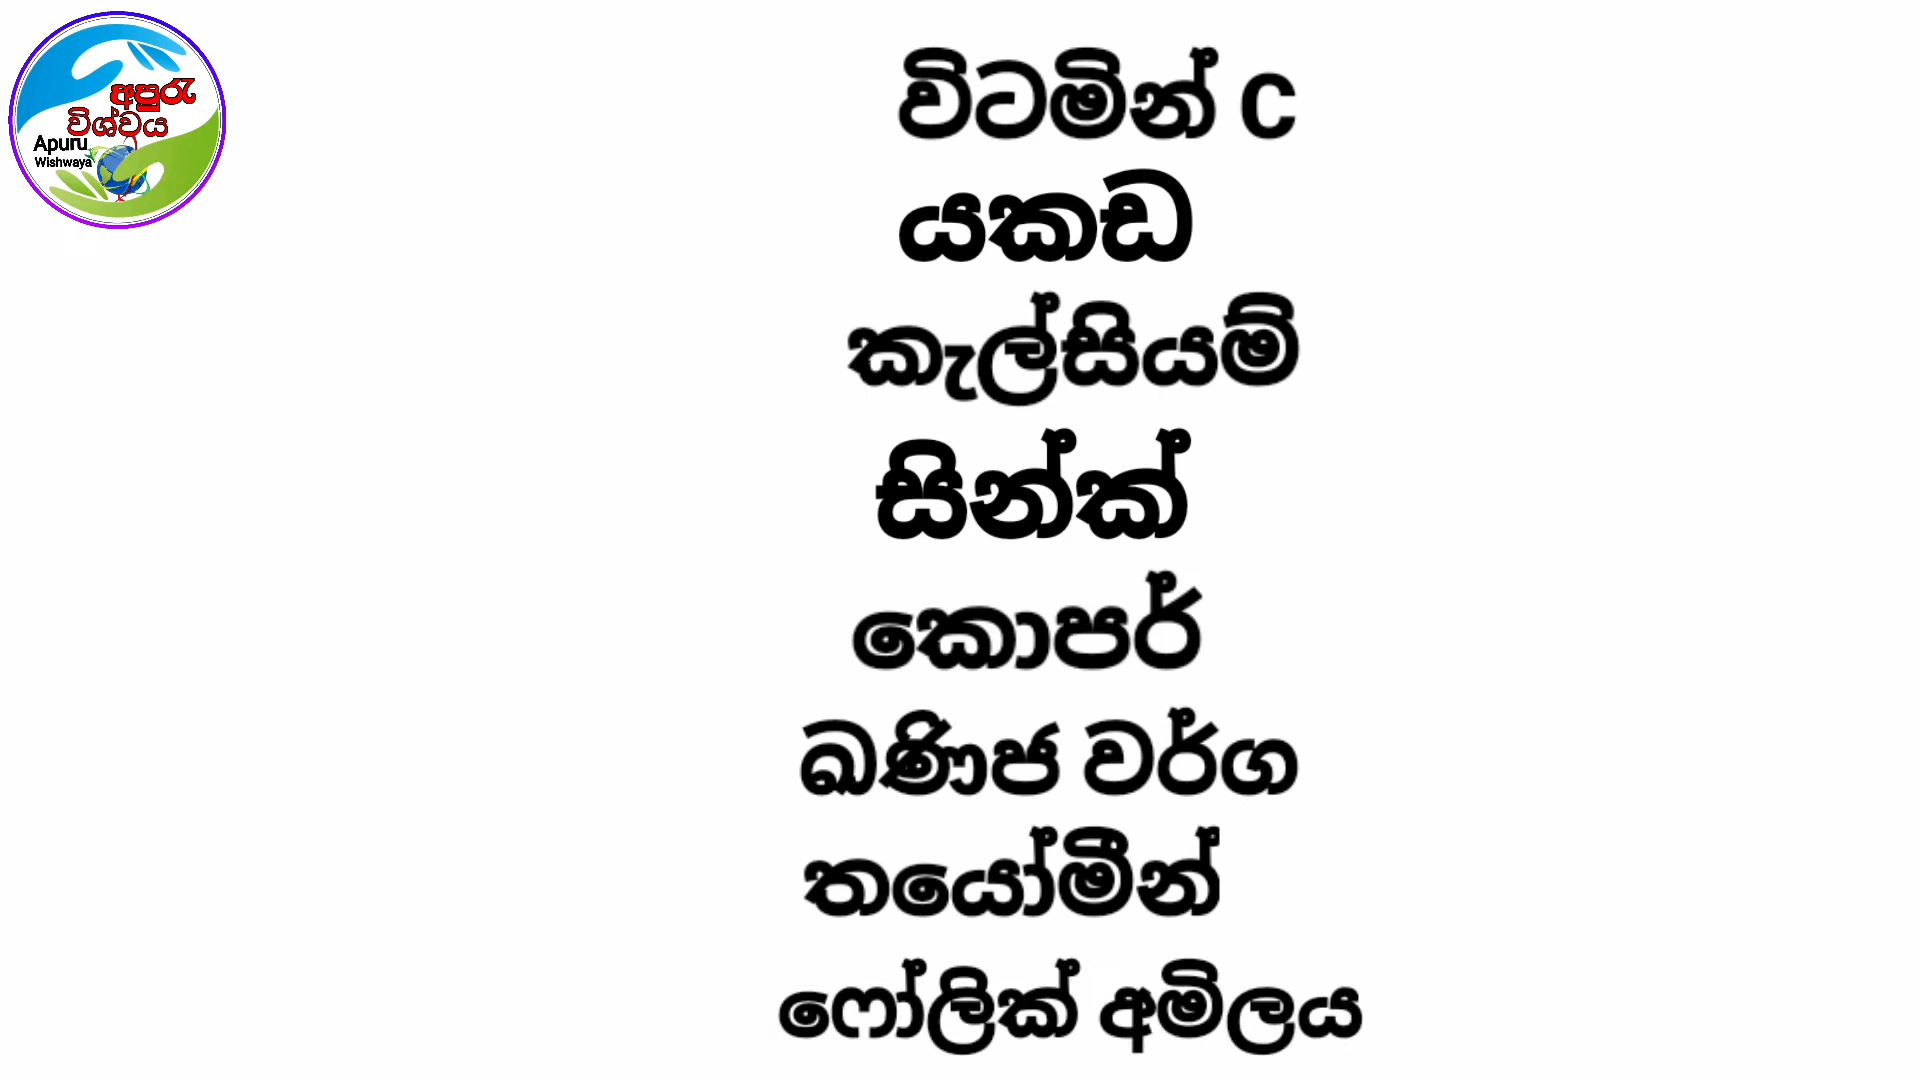 අපුරු
විශ්වය
Apuru
Wishwaya
විටමින් C
යකඩ
කැල්සියම්
සින්ක්
කොපර්
ඛණිජ වර්ග
තයෝමීන්
ෆෝලික් අම්ලය